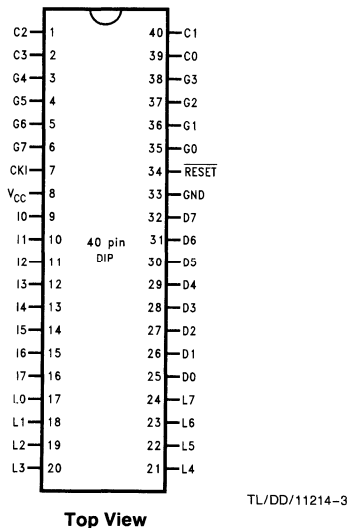 C2 1 40 C1
C3 2 39 C0
G4 3 38 G3
G5 4 37 G2
G6 5 36 G1
G7 6 35 G0
CKI 7 34 RESET
VCC 8 33 GND
I0 9 32 D7
I1 10 40 pin 31 D6
I2 11 DIP 30 D5
I3 12 29 D4
I4 13 28 D3
I5 14 27 D2
I6 15 26 D1
I7 16 25 D0
L0 17 24 L7
L1 18 23 L6
L2 19 22 L5
L3 20 21 L4
TL/DD/11214-3
Top View